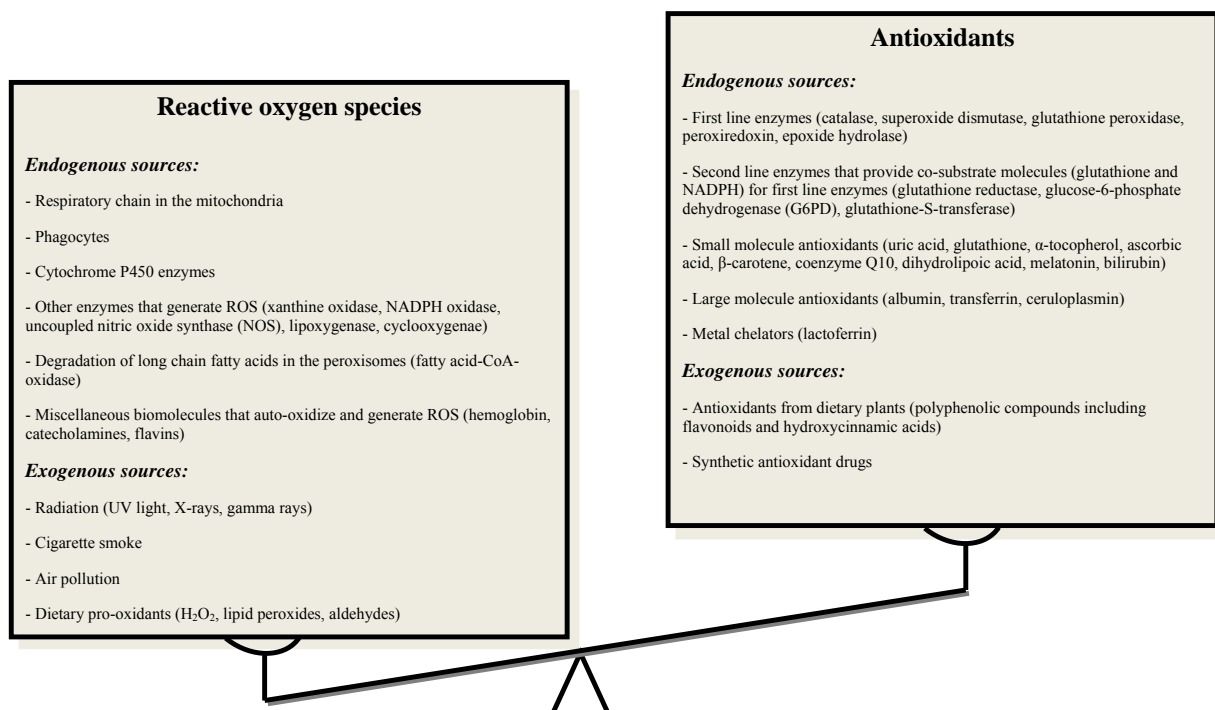 Reactive oxygen species
Endogenous sources:
- Respiratory chain in the mitochondria
- Phagocytes
- Cytochrome P450 enzymes
- Other enzymes that generate ROS (xanthine oxidase, NADPH oxidase,
uncoupled nitric oxide synthase (NOS), lipoxygenase, cyclooxygenae)
- Degradation of long chain fatty acids in the peroxisomes (fatty acid-CoA-
oxidase)
- Miscellaneous biomolecules that auto-oxidize and generate ROS (hemoglobin,
catecholamines, flavins)
Exogenous sources:
- Radiation (UV light, X-rays, gamma rays)
- Cigarette smoke
- Air pollution
- Dietary pro-oxidants (H₂O₂, lipid peroxides, aldehydes)
Antioxidants
Endogenous sources:
- First line enzymes (catalase, superoxide dismutase, glutathione peroxidase,
peroxiredoxin, epoxide hydrolase)
- Second line enzymes that provide co-substrate molecules (glutathione and
NADPH) for first line enzymes (glutathione reductase, glucose-6-phosphate
dehydrogenase (G6PD), glutathione-S-transferase)
- Small molecule antioxidants (uric acid, glutathione, α-tocopherol, ascorbic
acid, β-carotene, coenzyme Q10, dihydrolipoic acid, melatonin, bilirubin)
- Large molecule antioxidants (albumin, transferrin, ceruloplasmin)
- Metal chelators (lactoferrin)
Exogenous sources:
- Antioxidants from dietary plants (polyphenolic compounds including
flavonoids and hydroxycinnamic acids)
- Synthetic antioxidant drugs